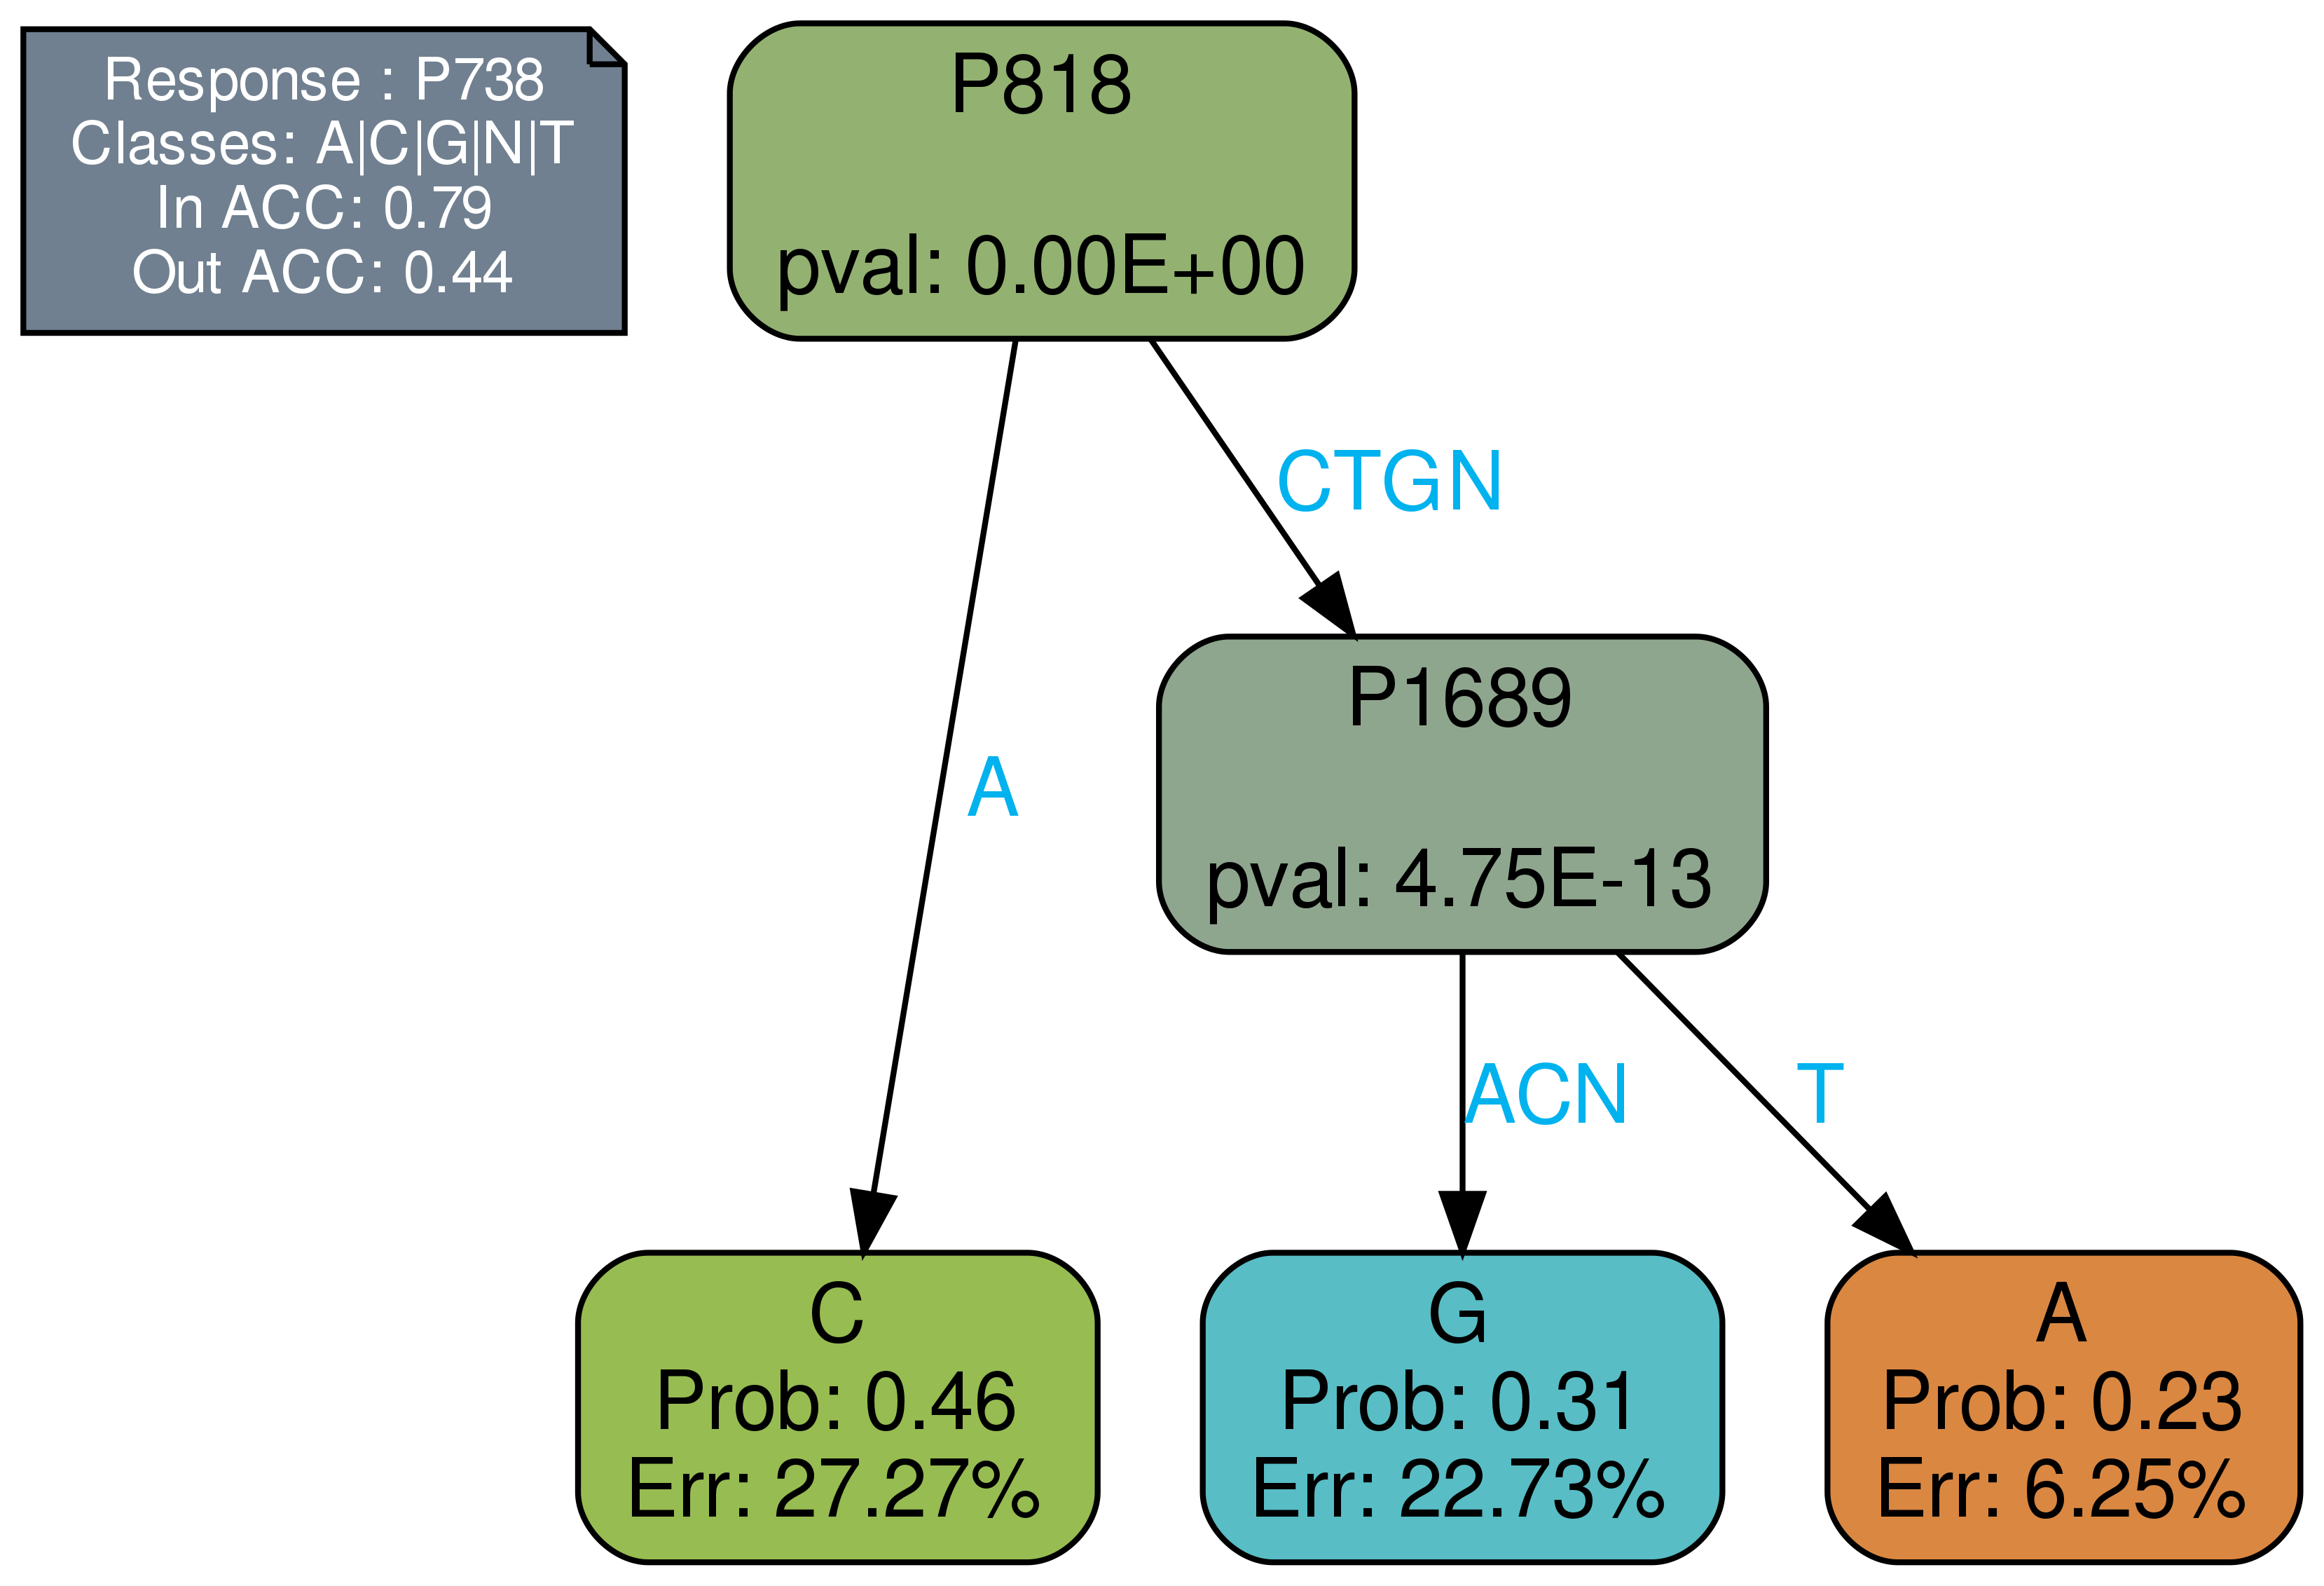 Response : P738
Classes: A|C|G|N|T
In ACC: 0.79
Out ACC: 0.44
P818
pval: 0.00E+00
CTGN
P1689
pval: 4.75E-13
A
ACN
T
C
Prob: 0.46
Err: 27.27%
G
Prob: 0.31
Err: 22.73%
A
Prob: 0.23
Err: 6.25%